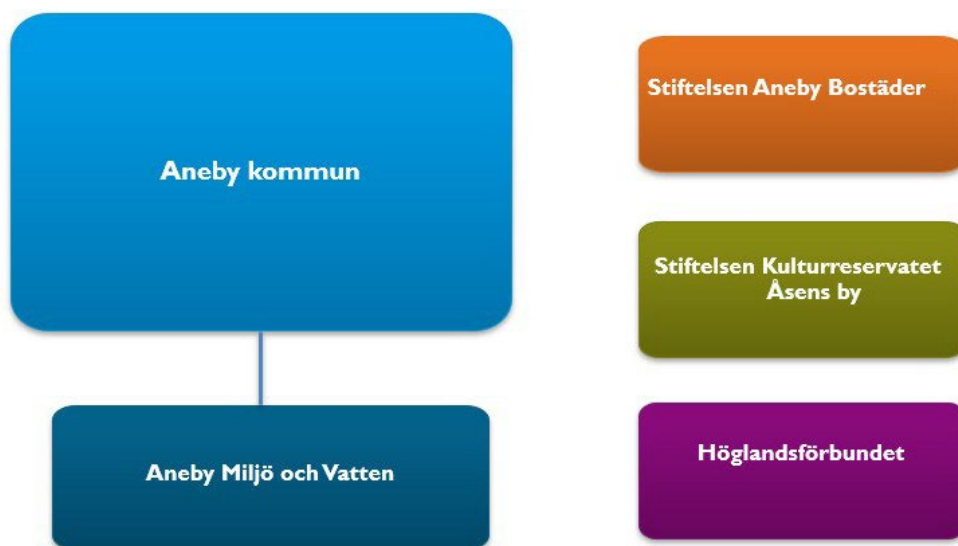 Aneby kommun
Aneby Miljö och Vatten
Stiftelsen Aneby Bostäder
Stiftelsen Kulturreservatet
Åsens by
Höglandsförbundet